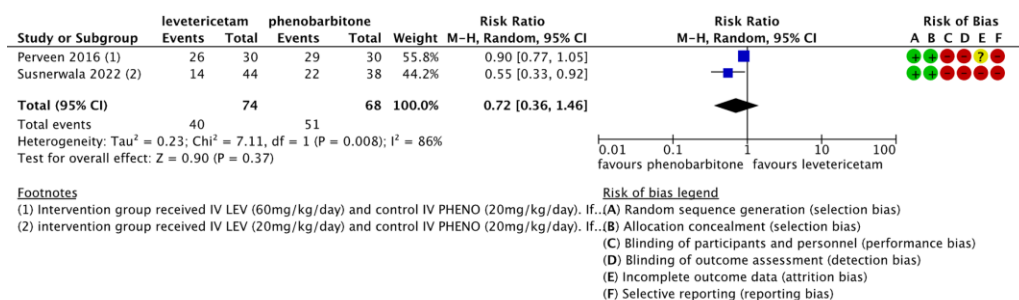 levetericetam phenobarbitone Risk Ratio Risk Ratio Risk of Bias
Study or Subgroup Events Total Events Total Weight M-H, Random, 95% CI M-H, Random, 95% CI A B C D E F
Perveen 2016 (1) 26 30 29 30 55.8% 0.90 [0.77, 1.05] + + - - ? -
Susnerwala 2022 (2) 14 44 22 38 44.2% 0.55 [0.33, 0.92] + + - - - -
Total (95% CI) 74 68 100.0% 0.72 [0.36, 1.46]
Total events 40 51
Heterogeneity: Tau² = 0.23; Chi² = 7.11, df = 1 (P = 0.008); I² = 86%
Test for overall effect: Z = 0.90 (P = 0.37)
0.01 0.1 1 10 100
favours phenobarbitone favours levetericetam
Footnotes
(1) Intervention group received IV LEV (60mg/kg/day) and control IV PHENO (20mg/kg/day). If...
(2) intervention group received IV LEV (20mg/kg/day) and control IV PHENO (20mg/kg/day). If...
Risk of bias legend
(A) Random sequence generation (selection bias)
(B) Allocation concealment (selection bias)
(C) Blinding of participants and personnel (performance bias)
(D) Blinding of outcome assessment (detection bias)
(E) Incomplete outcome data (attrition bias)
(F) Selective reporting (reporting bias)